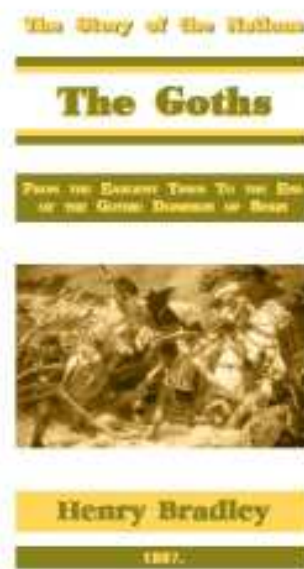 The Story of the Nations
The Goths
From the Earliest Times To the End
of the Gothic Dominion of Spain
Henry Bradley
1887.